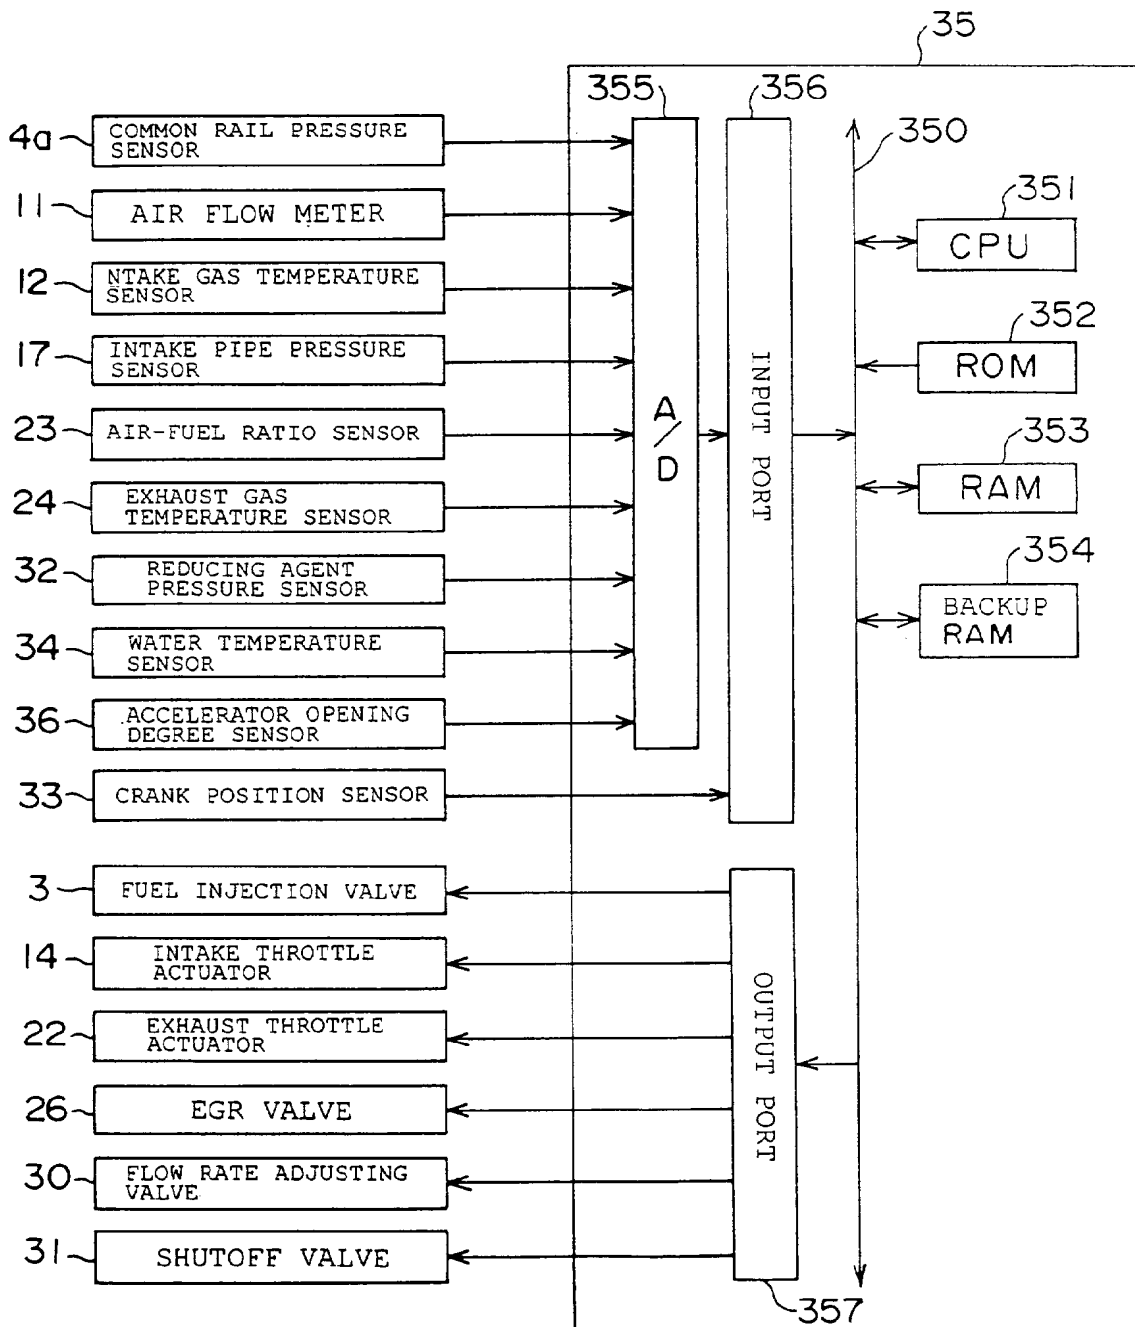 35
355
356
350
4a
COMMON RAIL PRESSURE
SENSOR
11
AIR FLOW METER
351
CPU
12
NTAKE GAS TEMPERATURE
SENSOR
352
ROM
17
INTAKE PIPE PRESSURE
SENSOR
A/D
INPUT PORT
23
AIR-FUEL RATIO SENSOR
353
RAM
24
EXHAUST GAS
TEMPERATURE SENSOR
32
REDUCING AGENT
PRESSURE SENSOR
354
BACKUP
RAM
34
WATER TEMPERATURE
SENSOR
36
ACCELERATOR OPENING
DEGREE SENSOR
33
CRANK POSITION SENSOR
3
FUEL INJECTION VALVE
14
INTAKE THROTTLE
ACTUATOR
22
EXHAUST THROTTLE
ACTUATOR
OUTPUT PORT
26
EGR VALVE
30
FLOW RATE ADJUSTING
VALVE
31
SHUTOFF VALVE
357